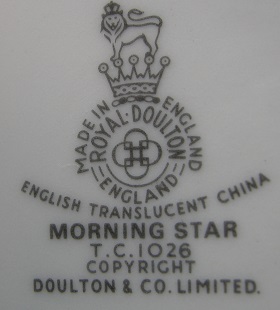 MADE IN ENGLAND
ROYAL·DOULTON
ENGLAND
ENGLISH TRANSLUCENT CHINA
MORNING STAR
T.C.1026
COPYRIGHT
DOULTON & CO. LIMITED.